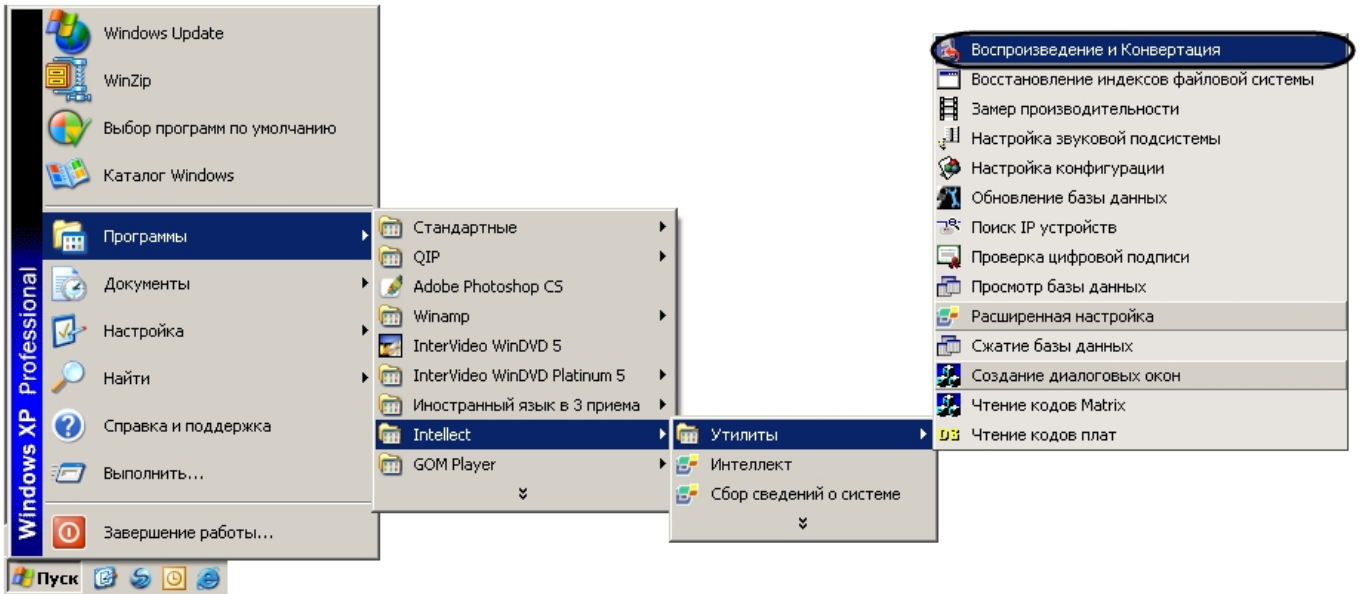 Windows Update
WinZip
Выбор программ по умолчанию
Каталог Windows
Программы
Документы
Настройка
Найти
Справка и поддержка
Выполнить...
Завершение работы...
Windows XP Professional
Пуск
Стандартные
QIP
Adobe Photoshop CS
Winamp
InterVideo WinDVD 5
InterVideo WinDVD Platinum 5
Иностранный язык в 3 приема
Intellect
GOM Player
Утилиты
Интеллект
Сбор сведений о системе
Воспроизведение и Конвертация
Восстановление индексов файловой системы
Замер производительности
Настройка звуковой подсистемы
Настройка конфигурации
Обновление базы данных
Поиск IP устройств
Проверка цифровой подписи
Просмотр базы данных
Расширенная настройка
Сжатие базы данных
Создание диалоговых окон
Чтение кодов Matrix
Чтение кодов плат